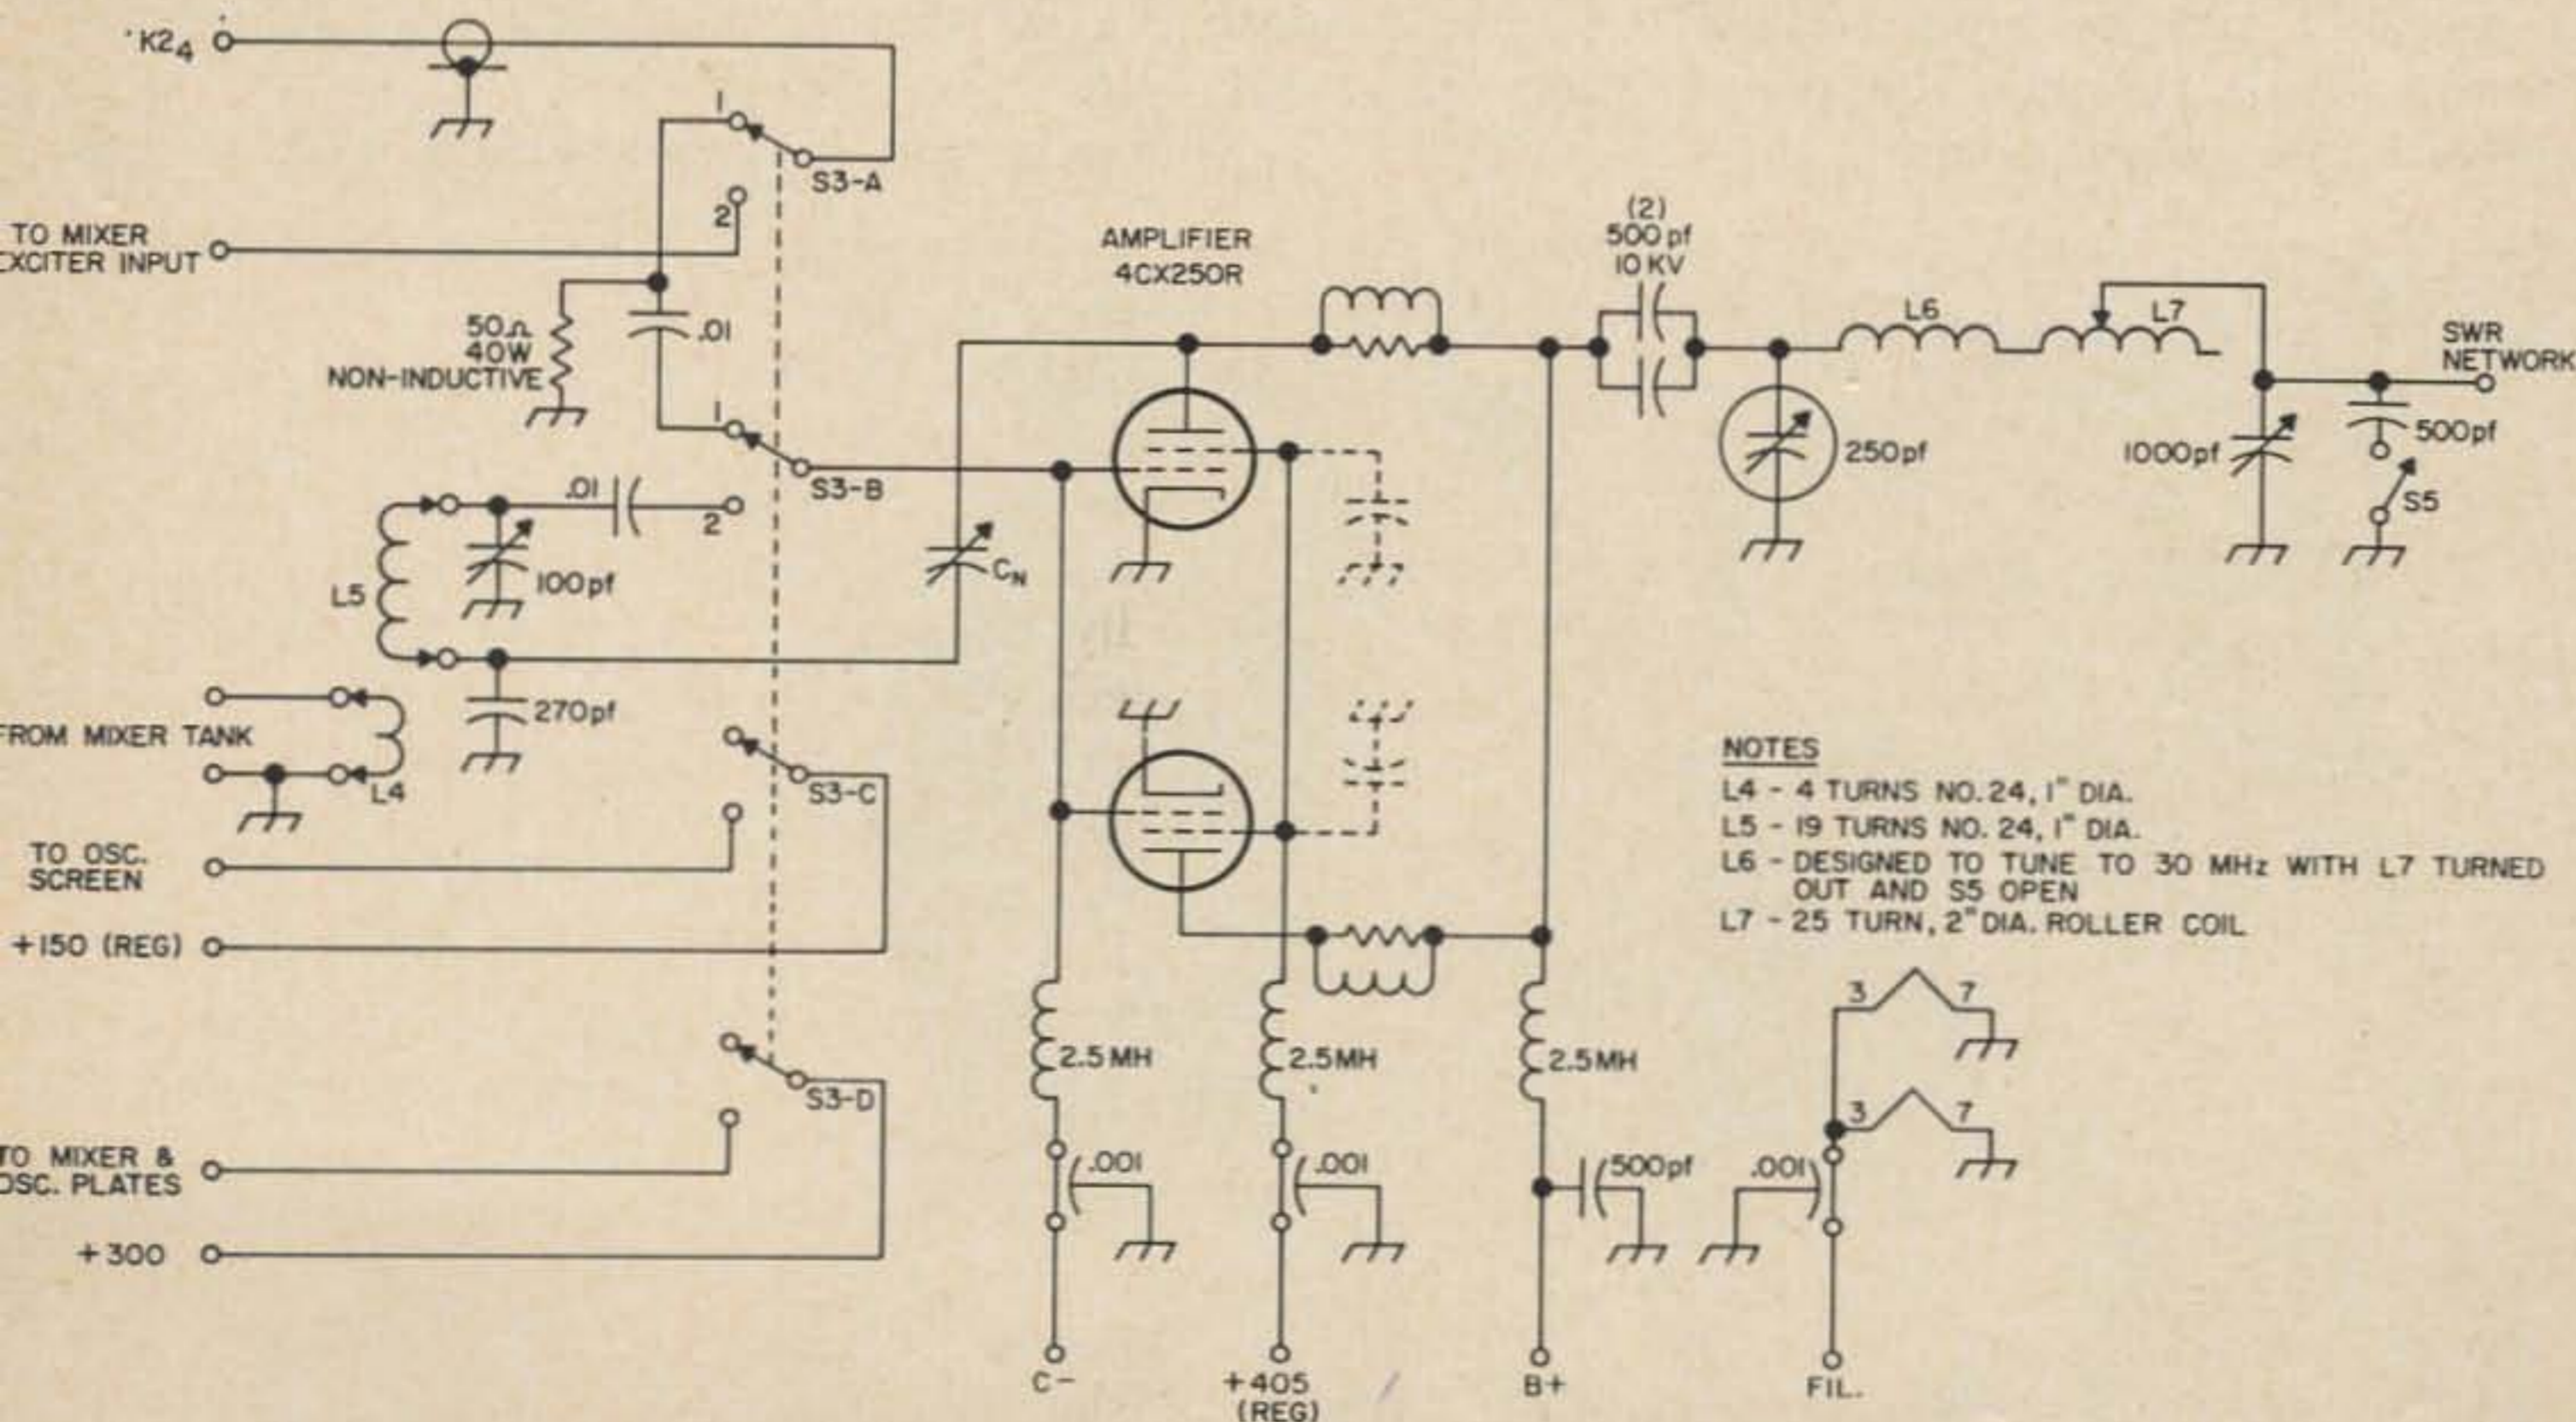 K24
1
S3-A
2
TO MIXER
EXCITER INPUT
50Ω
40W
NON-INDUCTIVE
.01
1
S3-B
.01
2
L5
100pf
CN
270pf
FROM MIXER TANK
L4
S3-C
TO OSC.
SCREEN
+150 (REG)
S3-D
TO MIXER &
OSC. PLATES
+300
AMPLIFIER
4CX250R
(2)
500pf
10 KV
L6
L7
SWR
NETWORK
250pf
1000pf
500pf
S5
NOTES
L4 - 4 TURNS NO. 24, 1" DIA.
L5 - 19 TURNS NO. 24, 1" DIA.
L6 - DESIGNED TO TUNE TO 30 MHz WITH L7 TURNED
OUT AND S5 OPEN
L7 - 25 TURN, 2" DIA. ROLLER COIL
2.5MH
2.5MH
2.5MH
3
7
3
7
.001
.001
500pf
.001
C-
+405
(REG)
B+
FIL.